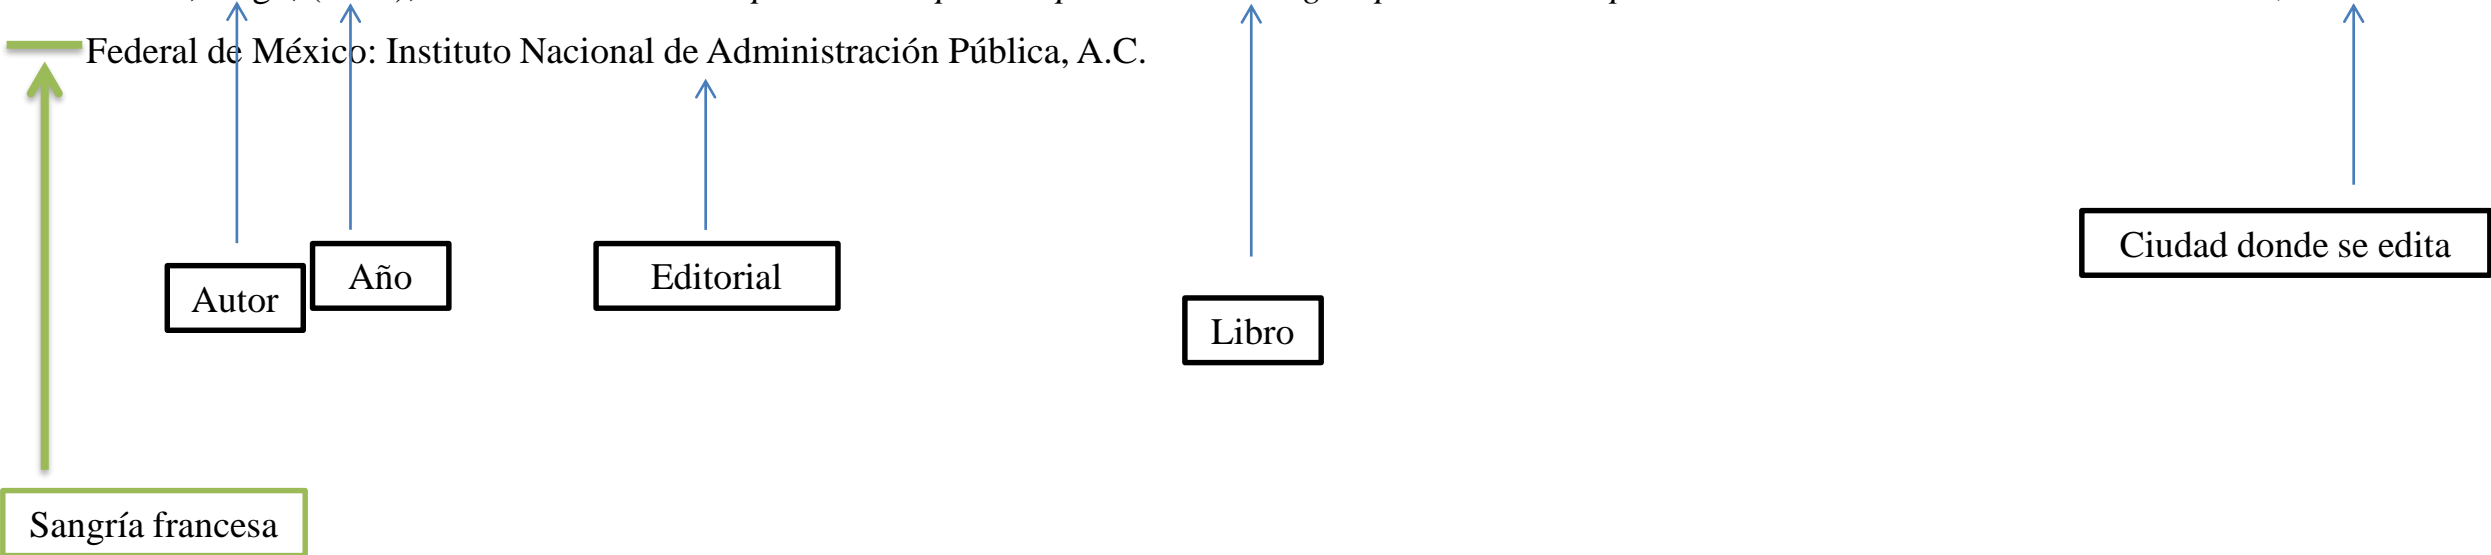 Federal de México: Instituto Nacional de Administración Pública, A.C.
Ciudad donde se edita
Año
Editorial
Autor
Libro
Sangría francesa